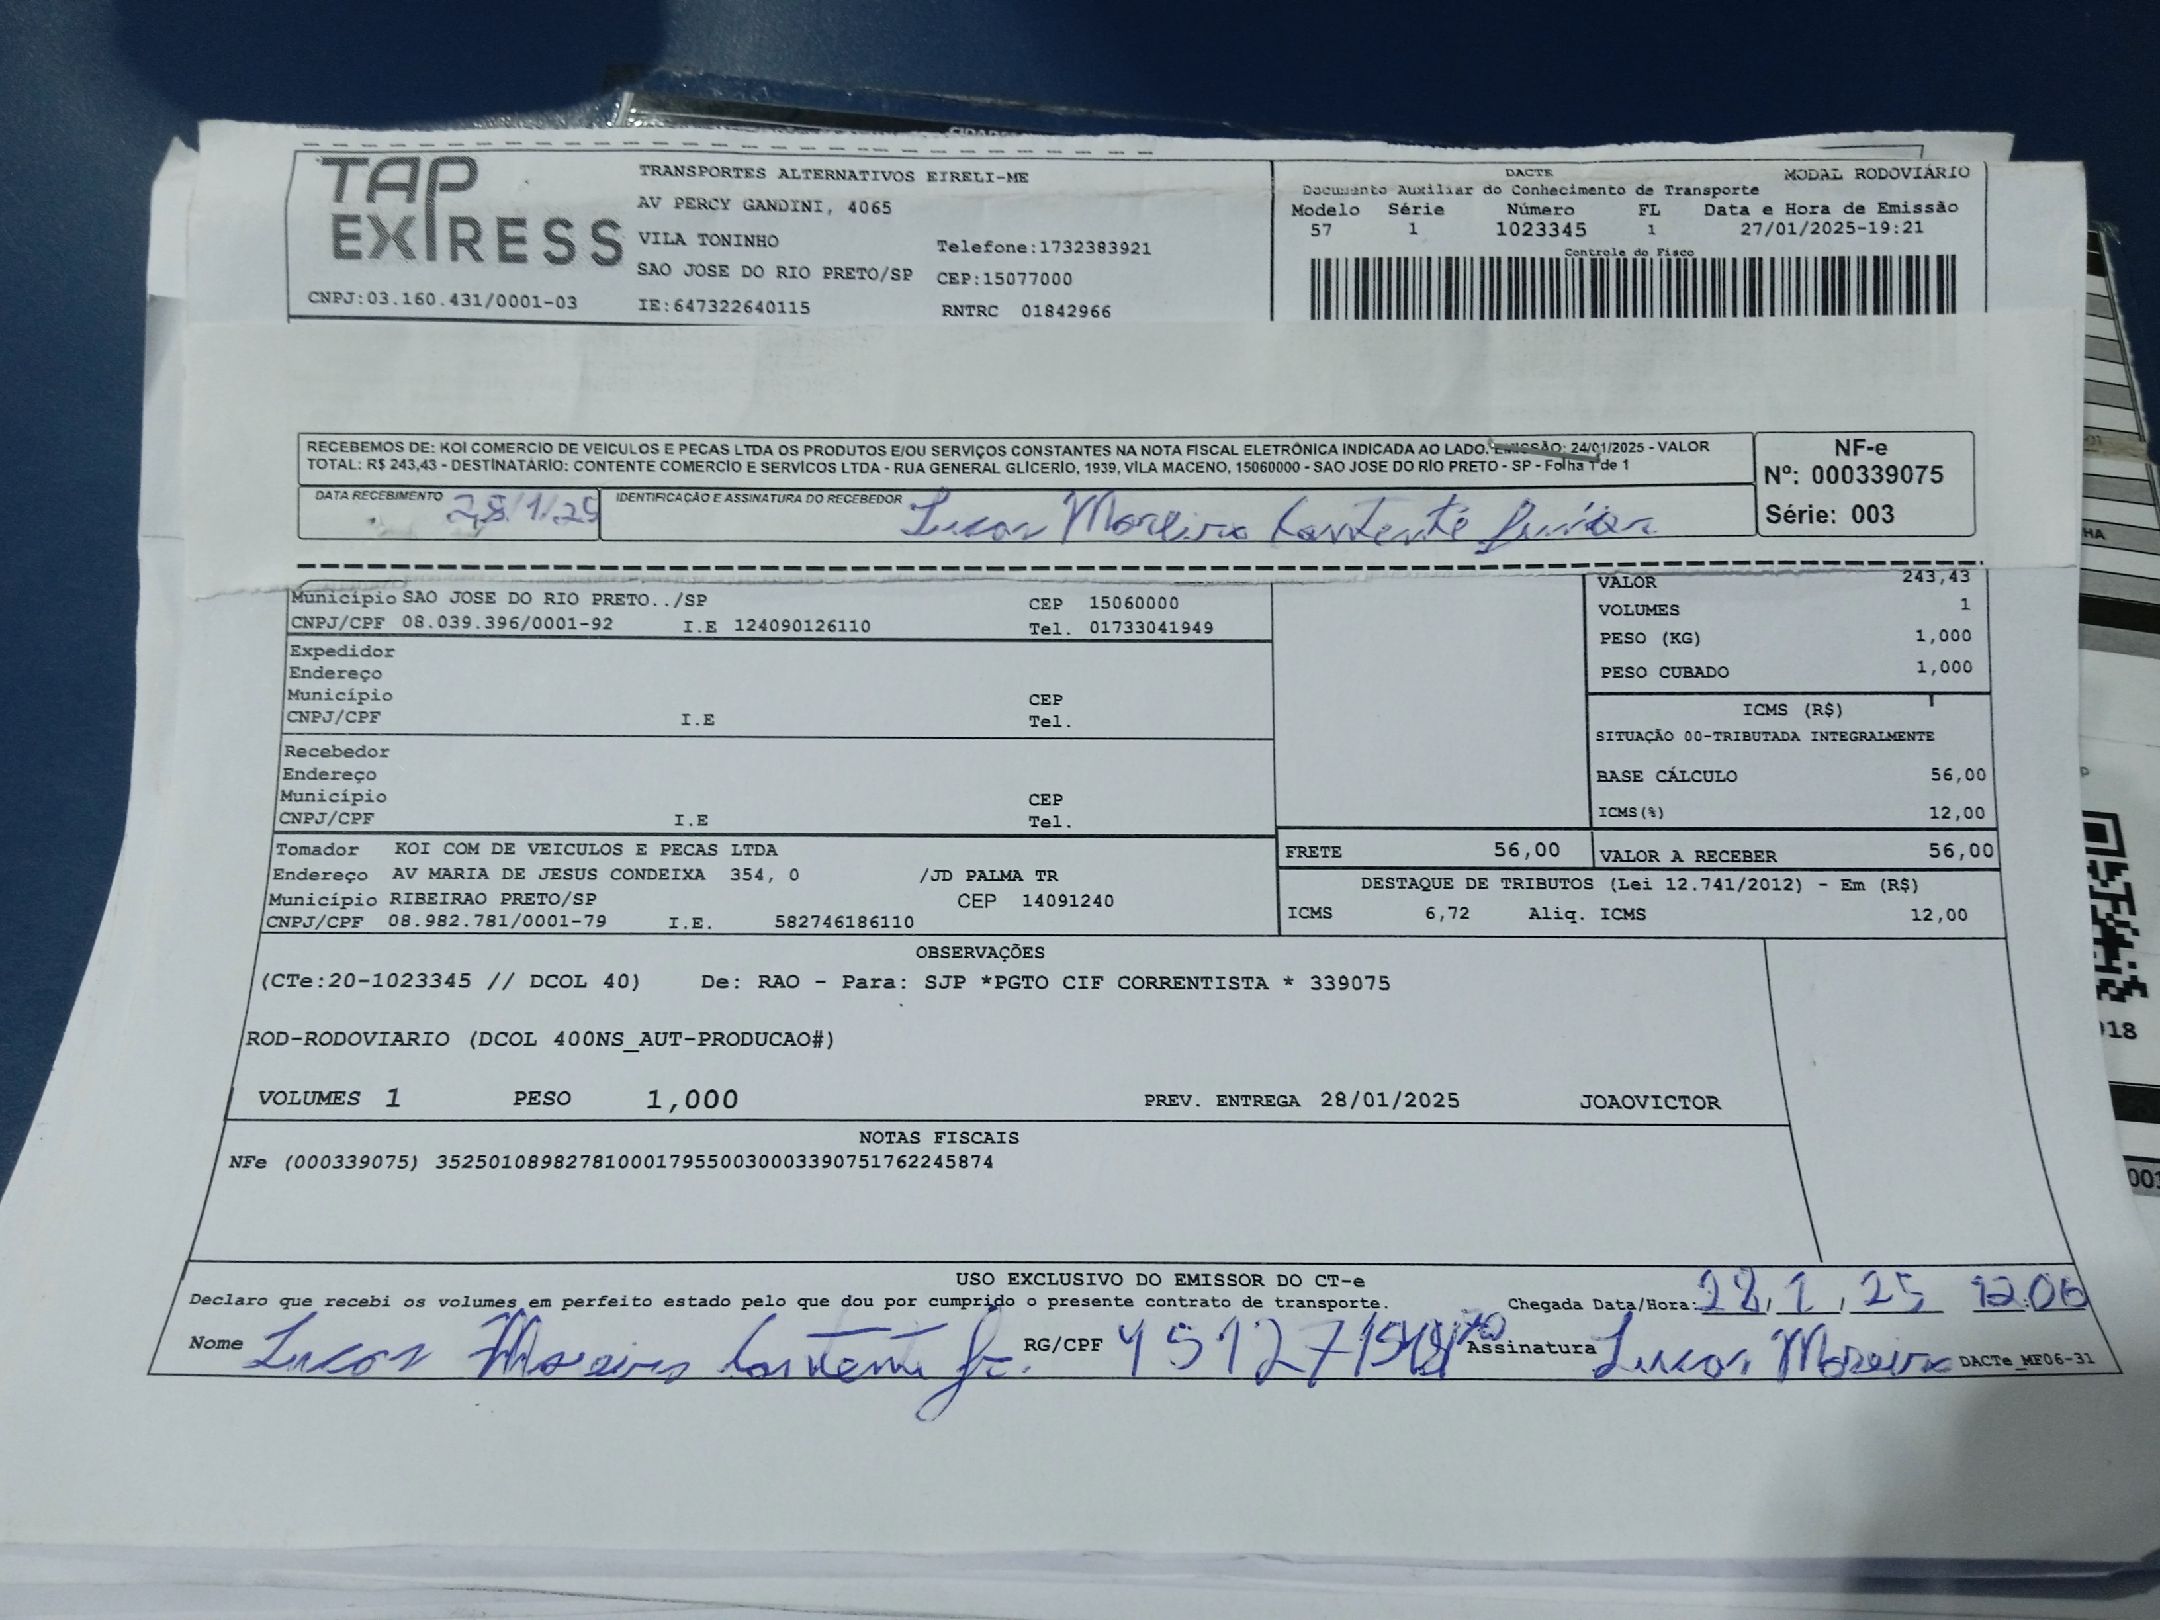 TAP EXPRESS
TRANSPORTES ALTERNATIVOS EIRELI-ME
AV PERCY GANDINI, 4065
VILA TONINHO Telefone:1732383921
SAO JOSE DO RIO PRETO/SP CEP:15077000
CNPJ:03.160.431/0001-03 IE:647322640115 RNTRC 01842966
DACTE MODAL RODOVIÁRIO
Documento Auxiliar do Conhecimento de Transporte
Modelo Série Número FL Data e Hora de Emissão
57 1 1023345 1 27/01/2025-19:21
Controle do Fisco
RECEBEMOS DE: KOI COMERCIO DE VEICULOS E PECAS LTDA OS PRODUTOS E/OU SERVIÇOS CONSTANTES NA NOTA FISCAL ELETRÔNICA INDICADA AO LADO. EMISSÃO: 24/01/2025 - VALOR
TOTAL: R$ 243,43 - DESTINATÁRIO: CONTENTE COMERCIO E SERVICOS LTDA - RUA GENERAL GLICERIO, 1939, VILA MACENO, 15060000 - SAO JOSE DO RIO PRETO - SP - Folha 1 de 1
NF-e
Nº: 000339075
Série: 003
DATA RECEBIMENTO 28/1/25 IDENTIFICAÇÃO E ASSINATURA DO RECEBEDOR Lucas Moreira Contente Júnior
Município SAO JOSE DO RIO PRETO../SP CEP 15060000
CNPJ/CPF 08.039.396/0001-92 I.E 124090126110 Tel. 01733041949
Expedidor
Endereço
Município CEP
CNPJ/CPF I.E Tel.
Recebedor
Endereço
Município CEP
CNPJ/CPF I.E Tel.
Tomador KOI COM DE VEICULOS E PECAS LTDA
Endereço AV MARIA DE JESUS CONDEIXA 354, 0 /JD PALMA TR
Município RIBEIRAO PRETO/SP CEP 14091240
CNPJ/CPF 08.982.781/0001-79 I.E. 582746186110
VALOR 243,43
VOLUMES 1
PESO (KG) 1,000
PESO CUBADO 1,000
ICMS (R$)
SITUAÇÃO 00-TRIBUTADA INTEGRALMENTE
BASE CÁLCULO 56,00
ICMS(%) 12,00
FRETE 56,00 VALOR A RECEBER 56,00
DESTAQUE DE TRIBUTOS (Lei 12.741/2012) - Em (R$)
ICMS 6,72 Aliq. ICMS 12,00
OBSERVAÇÕES
(CTe:20-1023345 // DCOL 40) De: RAO - Para: SJP *PGTO CIF CORRENTISTA * 339075
ROD-RODOVIARIO (DCOL 400NS_AUT-PRODUCAO#)
VOLUMES 1 PESO 1,000 PREV. ENTREGA 28/01/2025 JOAOVICTOR
NOTAS FISCAIS
NFe (000339075) 35250108982781000179550030003390751762245874
USO EXCLUSIVO DO EMISSOR DO CT-e
Declaro que recebi os volumes em perfeito estado pelo que dou por cumprido o presente contrato de transporte. Chegada Data/Hora: 28, 1, 25 12:06
Nome Lucas Moreira Contente Jr. RG/CPF Assinatura Lucas Moreira DACTe_MF06-31